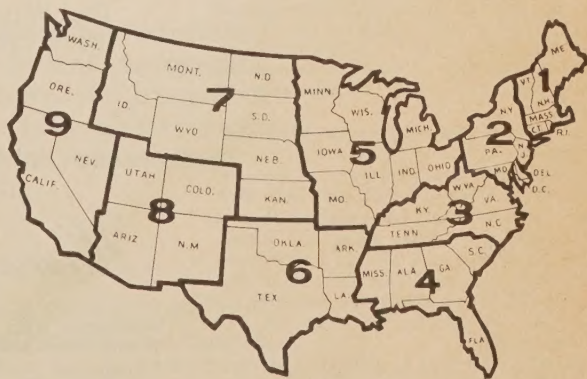 WASH.
MONT.
N.D.
MINN.
ME
VT
1
N.H.
ORE.
ID.
7
S.D.
WIS.
MICH.
N.Y.
MASS
CT.
R.I.
2
9
WYO
IOWA
5
PA.
N.J.
NEB.
ILL
IND.
OHIO
MD.
DEL
D.C.
NEV
UTAH
COLO.
KAN.
MO.
W.VA
VA.
CALIF.
8
KY.
3
TENN
N.C
ARIZ
N.M
OKLA
ARK
S.C.
6
MISS
ALA
GA
4
TEX
LA
FLA